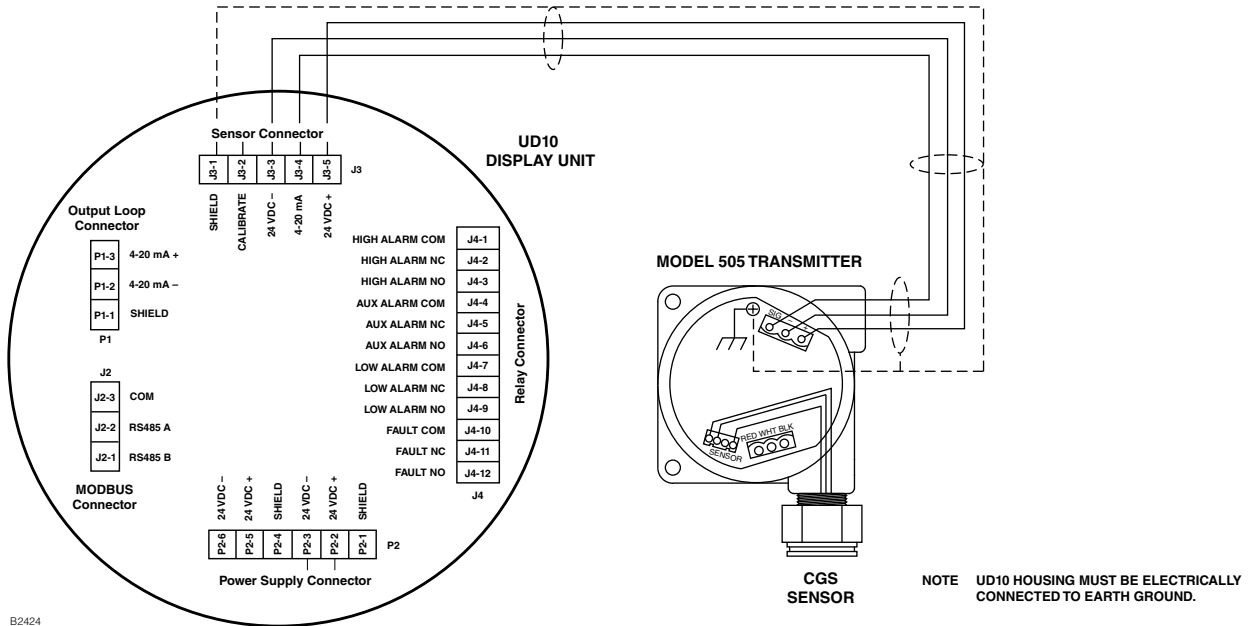 Sensor Connector
J3-1
J3-2
J3-3
J3-4
J3-5
J3
SHIELD
CALIBRATE
24 VDC –
4-20 mA
24 VDC +
UD10
DISPLAY UNIT
Output Loop
Connector
P1-3 4-20 mA +
P1-2 4-20 mA –
P1-1 SHIELD
P1
J2
J2-3 COM
J2-2 RS485 A
J2-1 RS485 B
MODBUS
Connector
HIGH ALARM COM J4-1
HIGH ALARM NC J4-2
HIGH ALARM NO J4-3
AUX ALARM COM J4-4
AUX ALARM NC J4-5
AUX ALARM NO J4-6
LOW ALARM COM J4-7
LOW ALARM NC J4-8
LOW ALARM NO J4-9
FAULT COM J4-10
FAULT NC J4-11
FAULT NO J4-12
J4
Relay Connector
24 VDC –
24 VDC +
SHIELD
24 VDC –
24 VDC +
SHIELD
P2-6
P2-5
P2-4
P2-3
P2-2
P2-1
P2
Power Supply Connector
MODEL 505 TRANSMITTER
SIG - +
SENSOR
RED WHT BLK
CGS
SENSOR
NOTE UD10 HOUSING MUST BE ELECTRICALLY
CONNECTED TO EARTH GROUND.
B2424